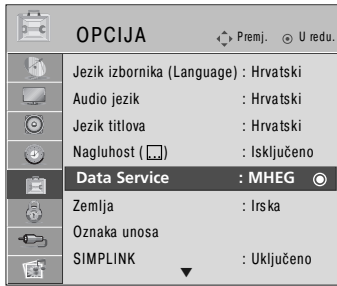 OPCIJA Premj. U redu.
Jezik izbornika (Language) : Hrvatski
Audio jezik : Hrvatski
Jezik titlova : Hrvatski
Nagluhost ( ... ) : Isključeno
Data Service : MHEG
Zemlja : Irska
Oznaka unosa
SIMPLINK : Uključeno